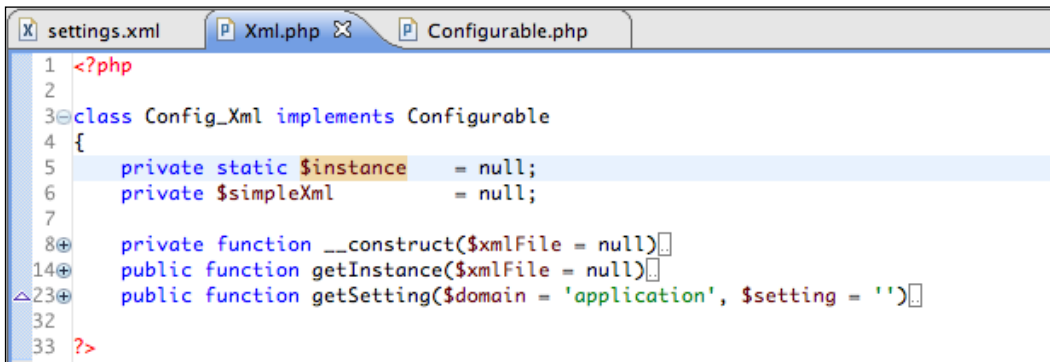 settings.xml Xml.php Configurable.php
1 <?php
2
3 class Config_Xml implements Configurable
4 {
5     private static $instance    = null;
6     private $simpleXml          = null;
7
8     private function __construct($xmlFile = null)..
14     public function getInstance($xmlFile = null)..
23     public function getSetting($domain = 'application', $setting = '')..
32
33 ?>